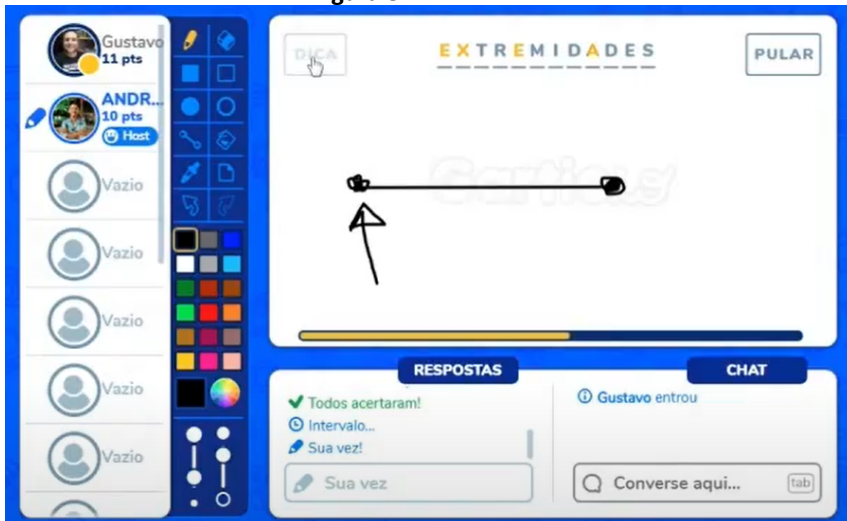 Gustavo
11 pts
ANDR...
10 pts
Host
Vazio
Vazio
Vazio
Vazio
Vazio
DICA
EXTREMIDADES
PULAR
Gartic
RESPOSTAS
Todos acertaram!
Intervalo...
Sua vez!
Sua vez
CHAT
Gustavo entrou
Converse aqui...
tab